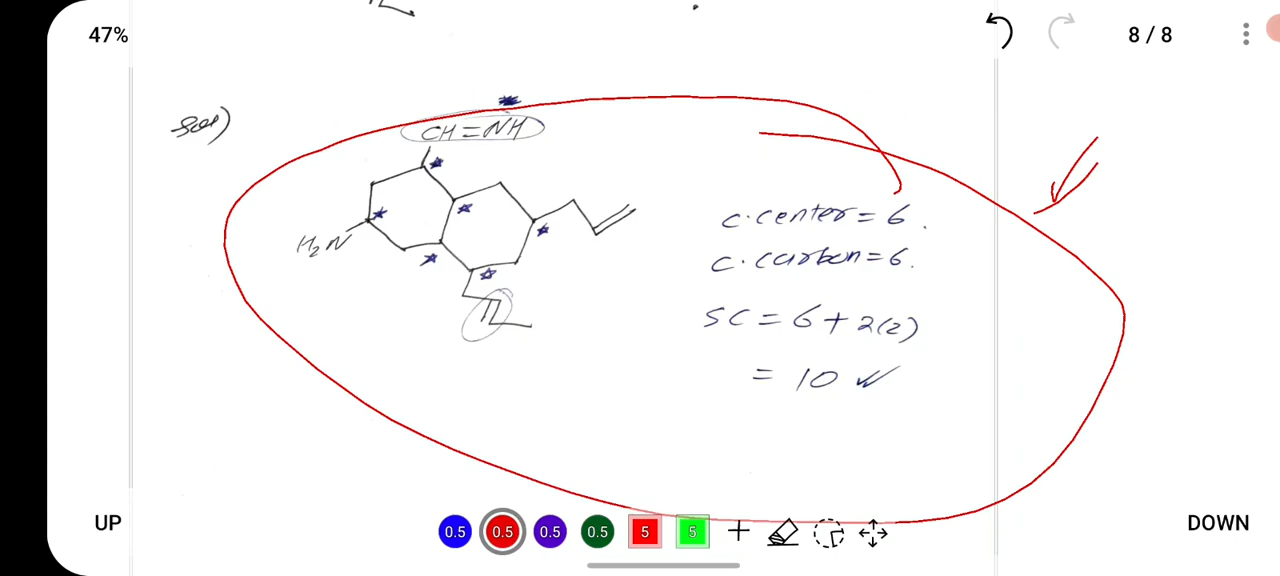 47%
8 / 8
Sol)
CH=NH
H₂N
C.center = 6.
C.carbon = 6.
SC = 6 + 2(2)
= 10
UP
0.5 0.5 0.5 0.5 5 5
DOWN